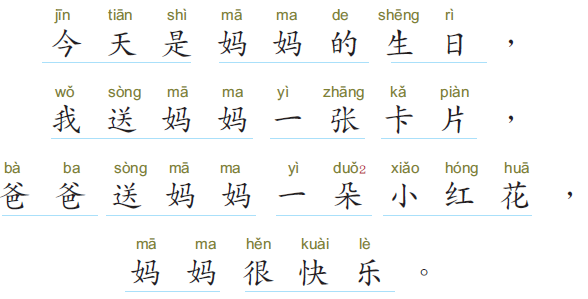 jīn tiān shì mā ma de shēng rì
今天是妈妈的生日，
wǒ sòng mā ma yì zhāng kǎ piàn
我送妈妈一张卡片，
bà ba sòng mā ma yì duǒ2 xiǎo hóng huā
爸爸送妈妈一朵小红花，
mā ma hěn kuài lè
妈妈很快乐。